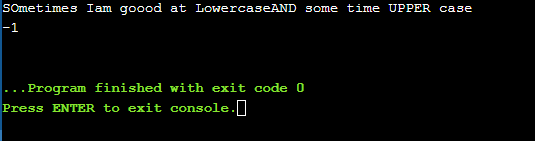 SOmetimes Iam goood at LowercaseAND some time UPPER case
-1
...Program finished with exit code 0
Press ENTER to exit console.